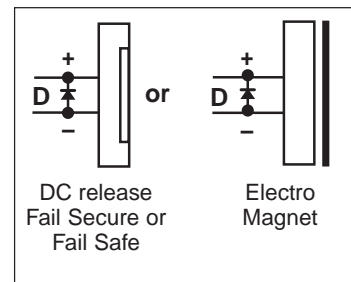 + +
D or D
– –
DC release
Fail Secure or
Fail Safe
Electro
Magnet